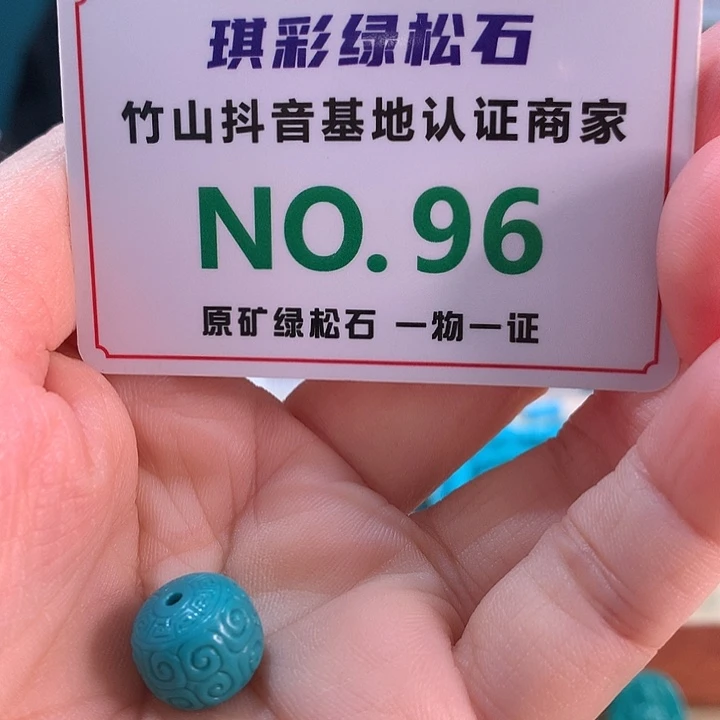 琪彩绿松石
竹山抖音基地认证商家
NO.96
原矿绿松石 一物一证